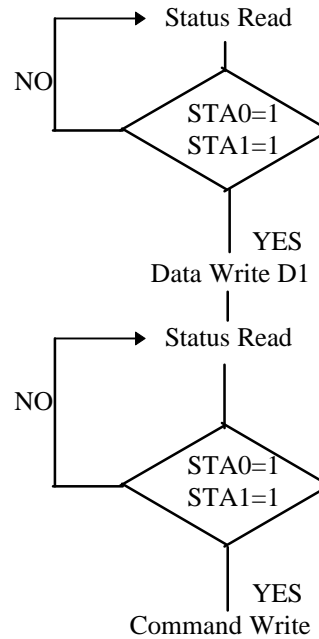 Status Read
NO
STA0=1
STA1=1
YES
Data Write D1
Status Read
NO
STA0=1
STA1=1
YES
Command Write